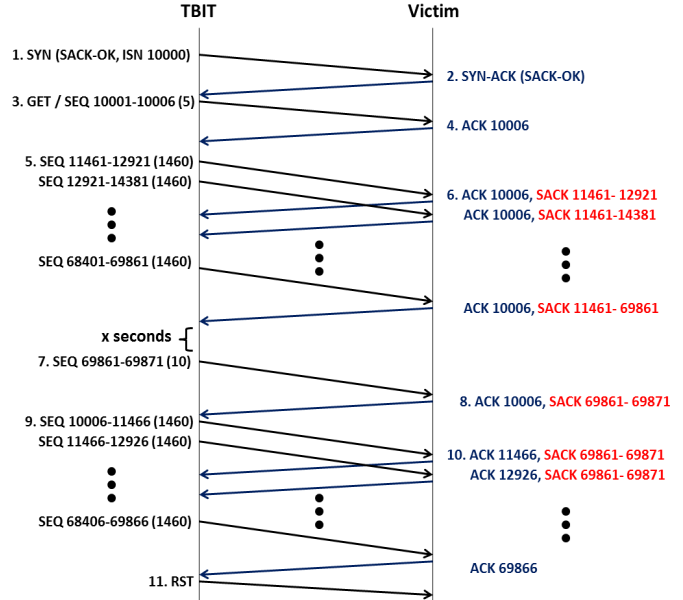 TBIT
Victim
1. SYN (SACK-OK, ISN 10000)
2. SYN-ACK (SACK-OK)
3. GET / SEQ 10001-10006 (5)
4. ACK 10006
5. SEQ 11461-12921 (1460)
SEQ 12921-14381 (1460)
6. ACK 10006, SACK 11461- 12921
ACK 10006, SACK 11461-14381
SEQ 68401-69861 (1460)
ACK 10006, SACK 11461- 69861
x seconds
7. SEQ 69861-69871 (10)
8. ACK 10006, SACK 69861- 69871
9. SEQ 10006-11466 (1460)
SEQ 11466-12926 (1460)
10. ACK 11466, SACK 69861- 69871
ACK 12926, SACK 69861- 69871
SEQ 68406-69866 (1460)
ACK 69866
11. RST